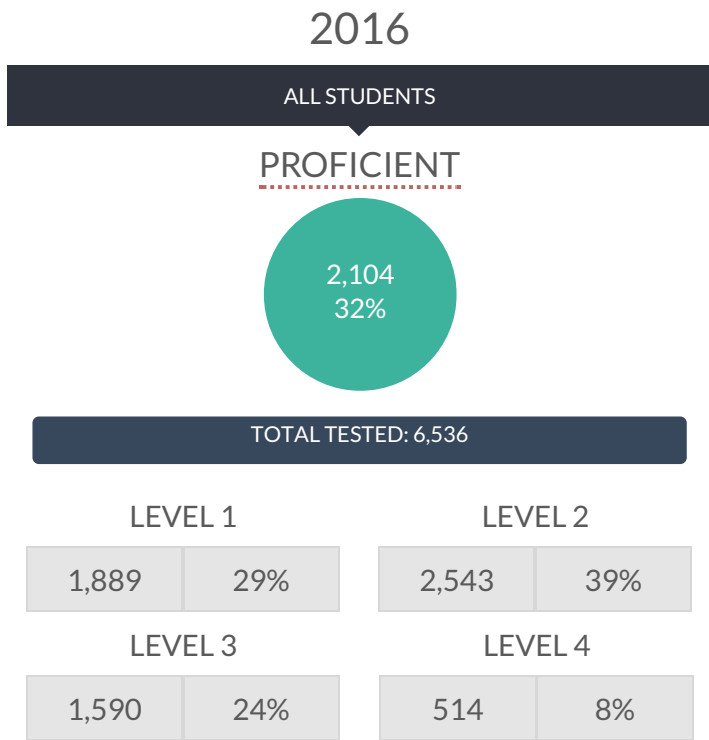 2016
ALL STUDENTS
PROFICIENT
2,104
32%
TOTAL TESTED: 6,536
LEVEL 1 LEVEL 2
1,889 29% 2,543 39%
LEVEL 3 LEVEL 4
1,590 24% 514 8%